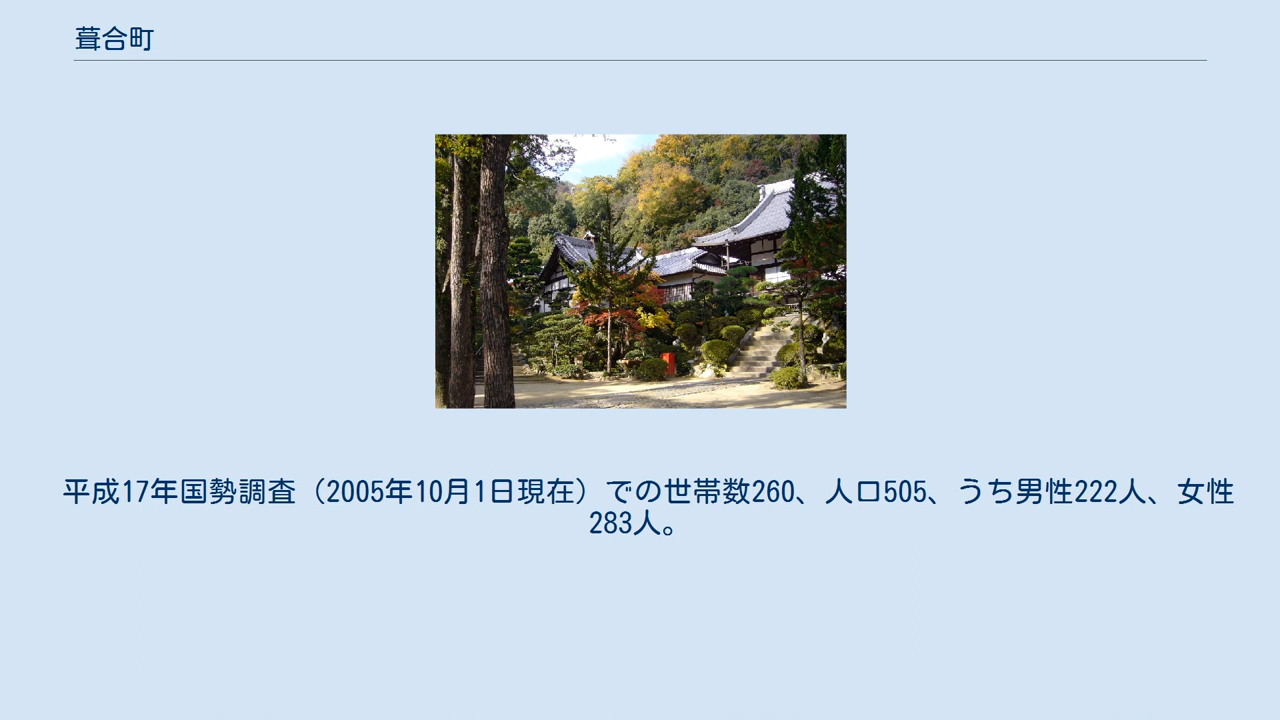 葺合町
平成17年国勢調査（2005年10月1日現在）での世帯数260、人口505、うち男性222人、女性
283人。